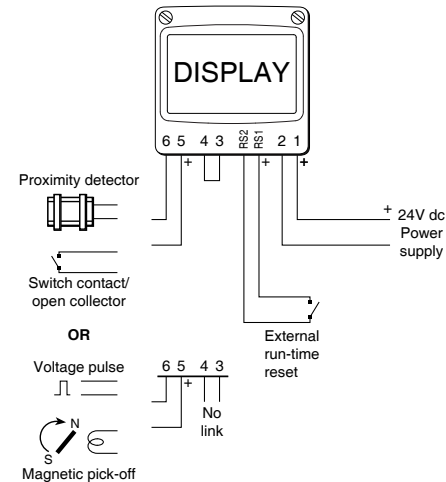 DISPLAY
6 5 4 3 RS2 RS1 2 1
+ + +
Proximity detector
Switch contact/
open collector
+ 24V dc
Power
supply
External
run-time
reset
OR
Voltage pulse
6 5 4 3
+
No
link
N
S
Magnetic pick-off